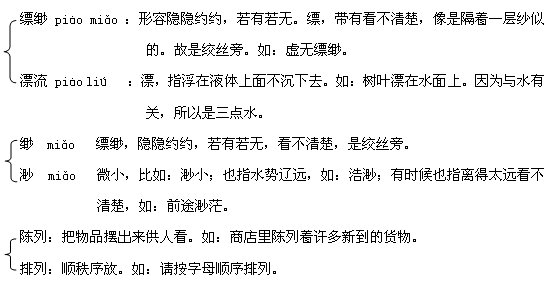 缥缈 piāo miǎo：形容隐隐约约，若有若无。缥，带有看不清楚，像是隔着一层纱似
的。故是绞丝旁。如：虚无缥缈。
漂流 piāo liú ：漂，指浮在液体上面不沉下去。如：树叶漂在水面上。因为与水有
关，所以是三点水。
缈 miǎo 缥缈，隐隐约约，若有若无，看不清楚，是绞丝旁。
渺 miǎo 微小，比如：渺小；也指水势辽远，如：浩渺；有时候也指离得太远看不
清楚，如：前途渺茫。
陈列：把物品摆出来供人看。如：商店里陈列着许多新到的货物。
排列：顺秩序放。如：请按字母顺序排列。